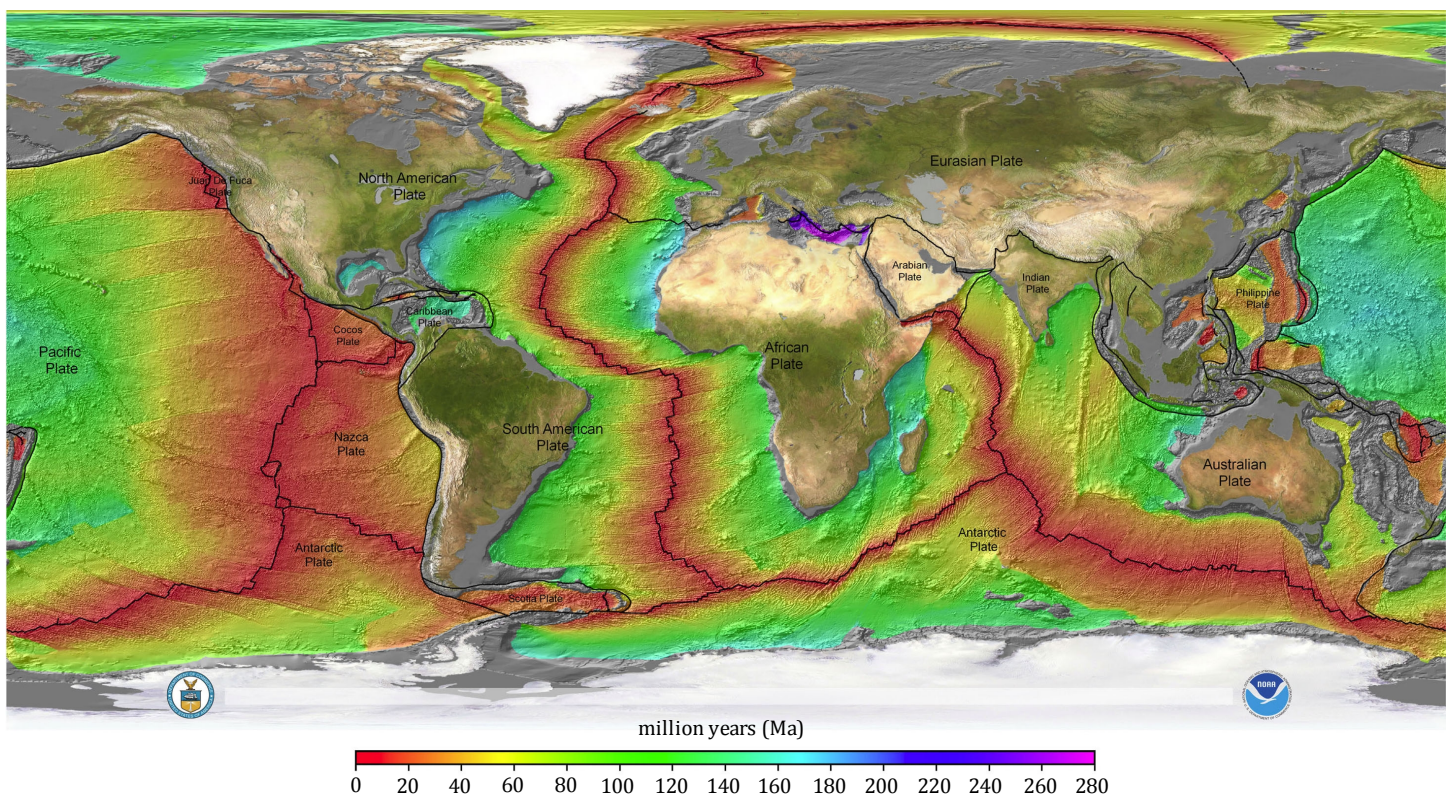 Eurasian Plate
Juan De Fuca
Plate
North American
Plate
Arabian
Plate
Indian
Plate
Philippine
Plate
Caribbean
Plate
Cocos
Plate
Pacific
Plate
African
Plate
South American
Plate
Nazca
Plate
Australian
Plate
Antarctic
Plate
Antarctic
Plate
Scotia Plate
NOAA
million years (Ma)
0 20 40 60 80 100 120 140 160 180 200 220 240 260 280